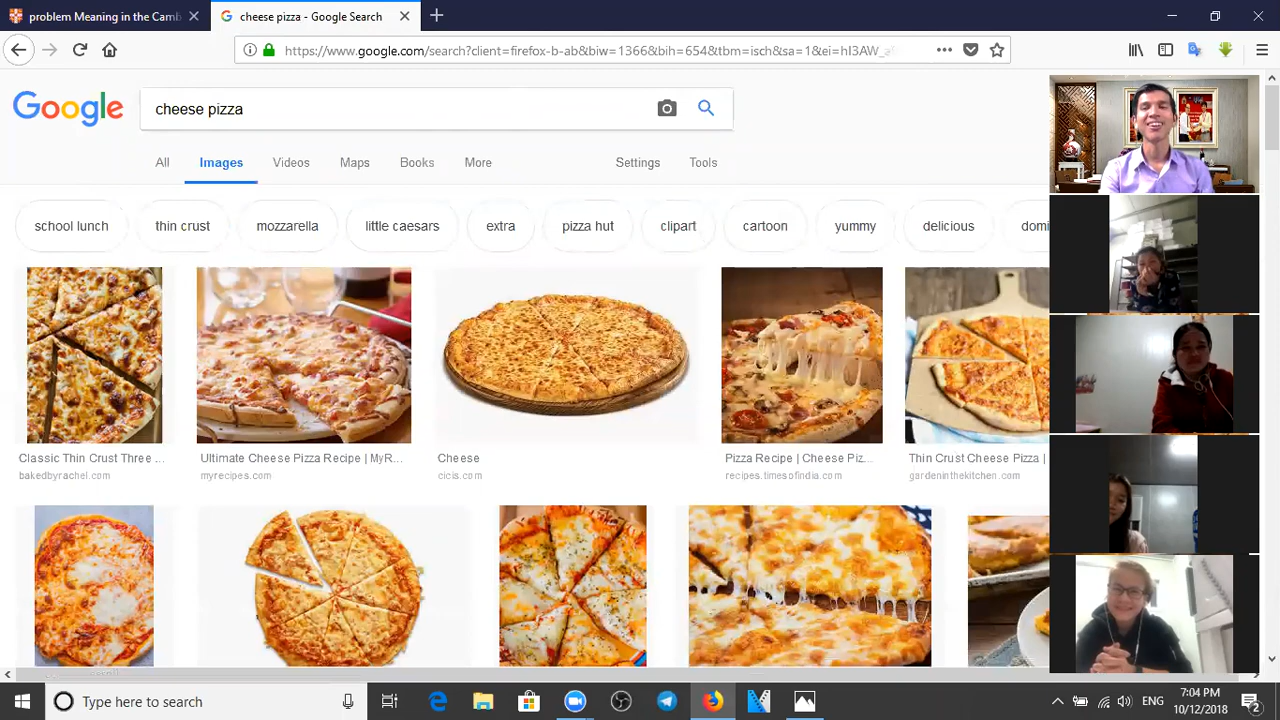 problem Meaning in the Camb
cheese pizza - Google Search
https://www.google.com/search?client=firefox-b-ab&biw=1366&bih=654&tbm=isch&sa=1&ei=hI3AW_
Google
cheese pizza
All Images Videos Maps Books More Settings Tools
school lunch thin crust mozzarella little caesars extra pizza hut clipart cartoon yummy delicious domi
Classic Thin Crust Three ...
bakedbyrachel.com
Ultimate Cheese Pizza Recipe | MyR...
myrecipes.com
Cheese
cicis.com
Pizza Recipe | Cheese Piz...
recipes.timesofindia.com
Thin Crust Cheese Pizza |
gardeninthekitchen.com
Type here to search
ENG
7:04 PM
10/12/2018
2